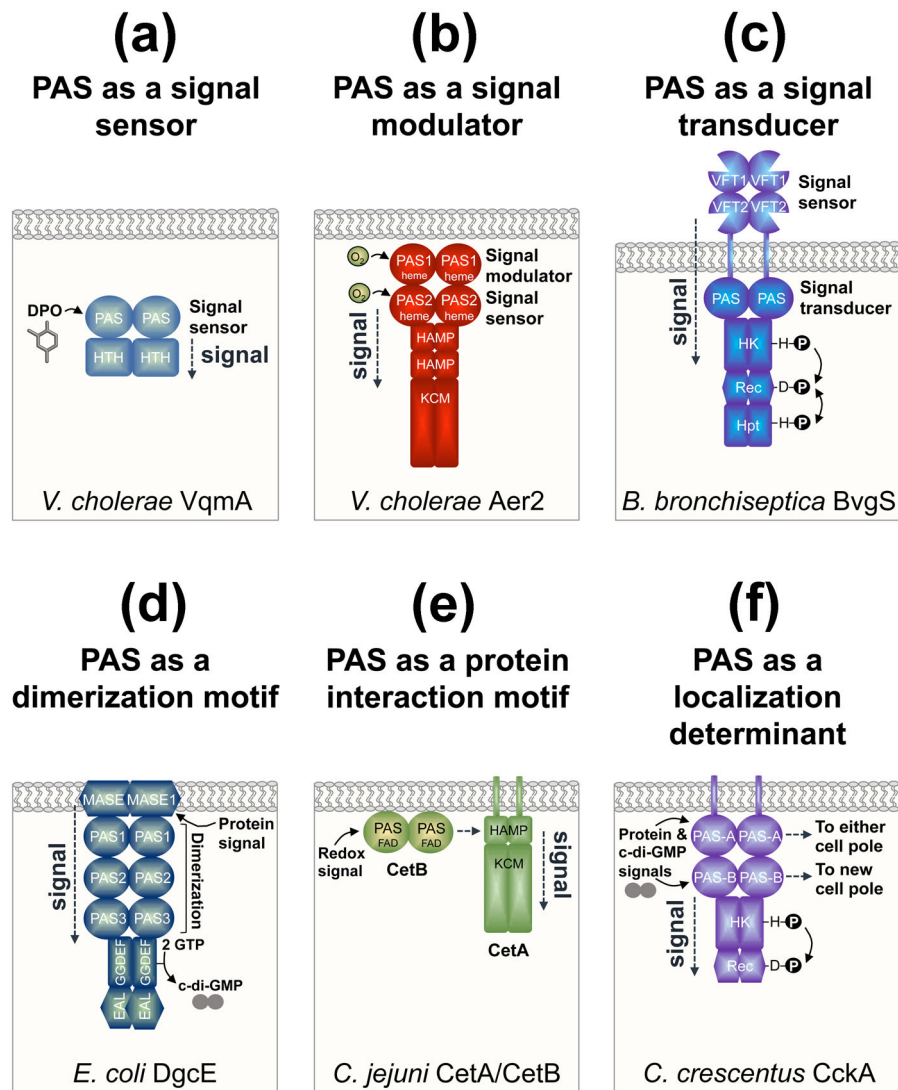 (a)
PAS as a signal
sensor
DPO
PAS PAS
HTH HTH
Signal
sensor
signal
V. cholerae VqmA
(b)
PAS as a signal
modulator
O2
PAS1 PAS1
heme heme
Signal
modulator
O2
PAS2 PAS2
heme heme
Signal
sensor
signal
HAMP
HAMP
KCM
V. cholerae Aer2
(c)
PAS as a signal
transducer
VFT1 VFT1
VFT2 VFT2
Signal
sensor
signal
PAS PAS
Signal
transducer
HK H P
Rec D P
Hpt H P
B. bronchiseptica BvgS
(d)
PAS as a
dimerization motif
MASE MASE1
Protein
signal
signal
PAS1 PAS1
PAS2 PAS2
PAS3 PAS3
Dimerization
2 GTP
GGDEF GGDEF
c-di-GMP
EAL EAL
E. coli DgcE
(e)
PAS as a protein
interaction motif
Redox
signal
PAS PAS
FAD FAD
CetB
HAMP
KCM
signal
CetA
C. jejuni CetA/CetB
(f)
PAS as a
localization
determinant
Protein &
c-di-GMP
signals
PAS-A PAS-A
To either
cell pole
PAS-B PAS-B
To new
cell pole
signal
HK H P
Rec D P
C. crescentus CckA